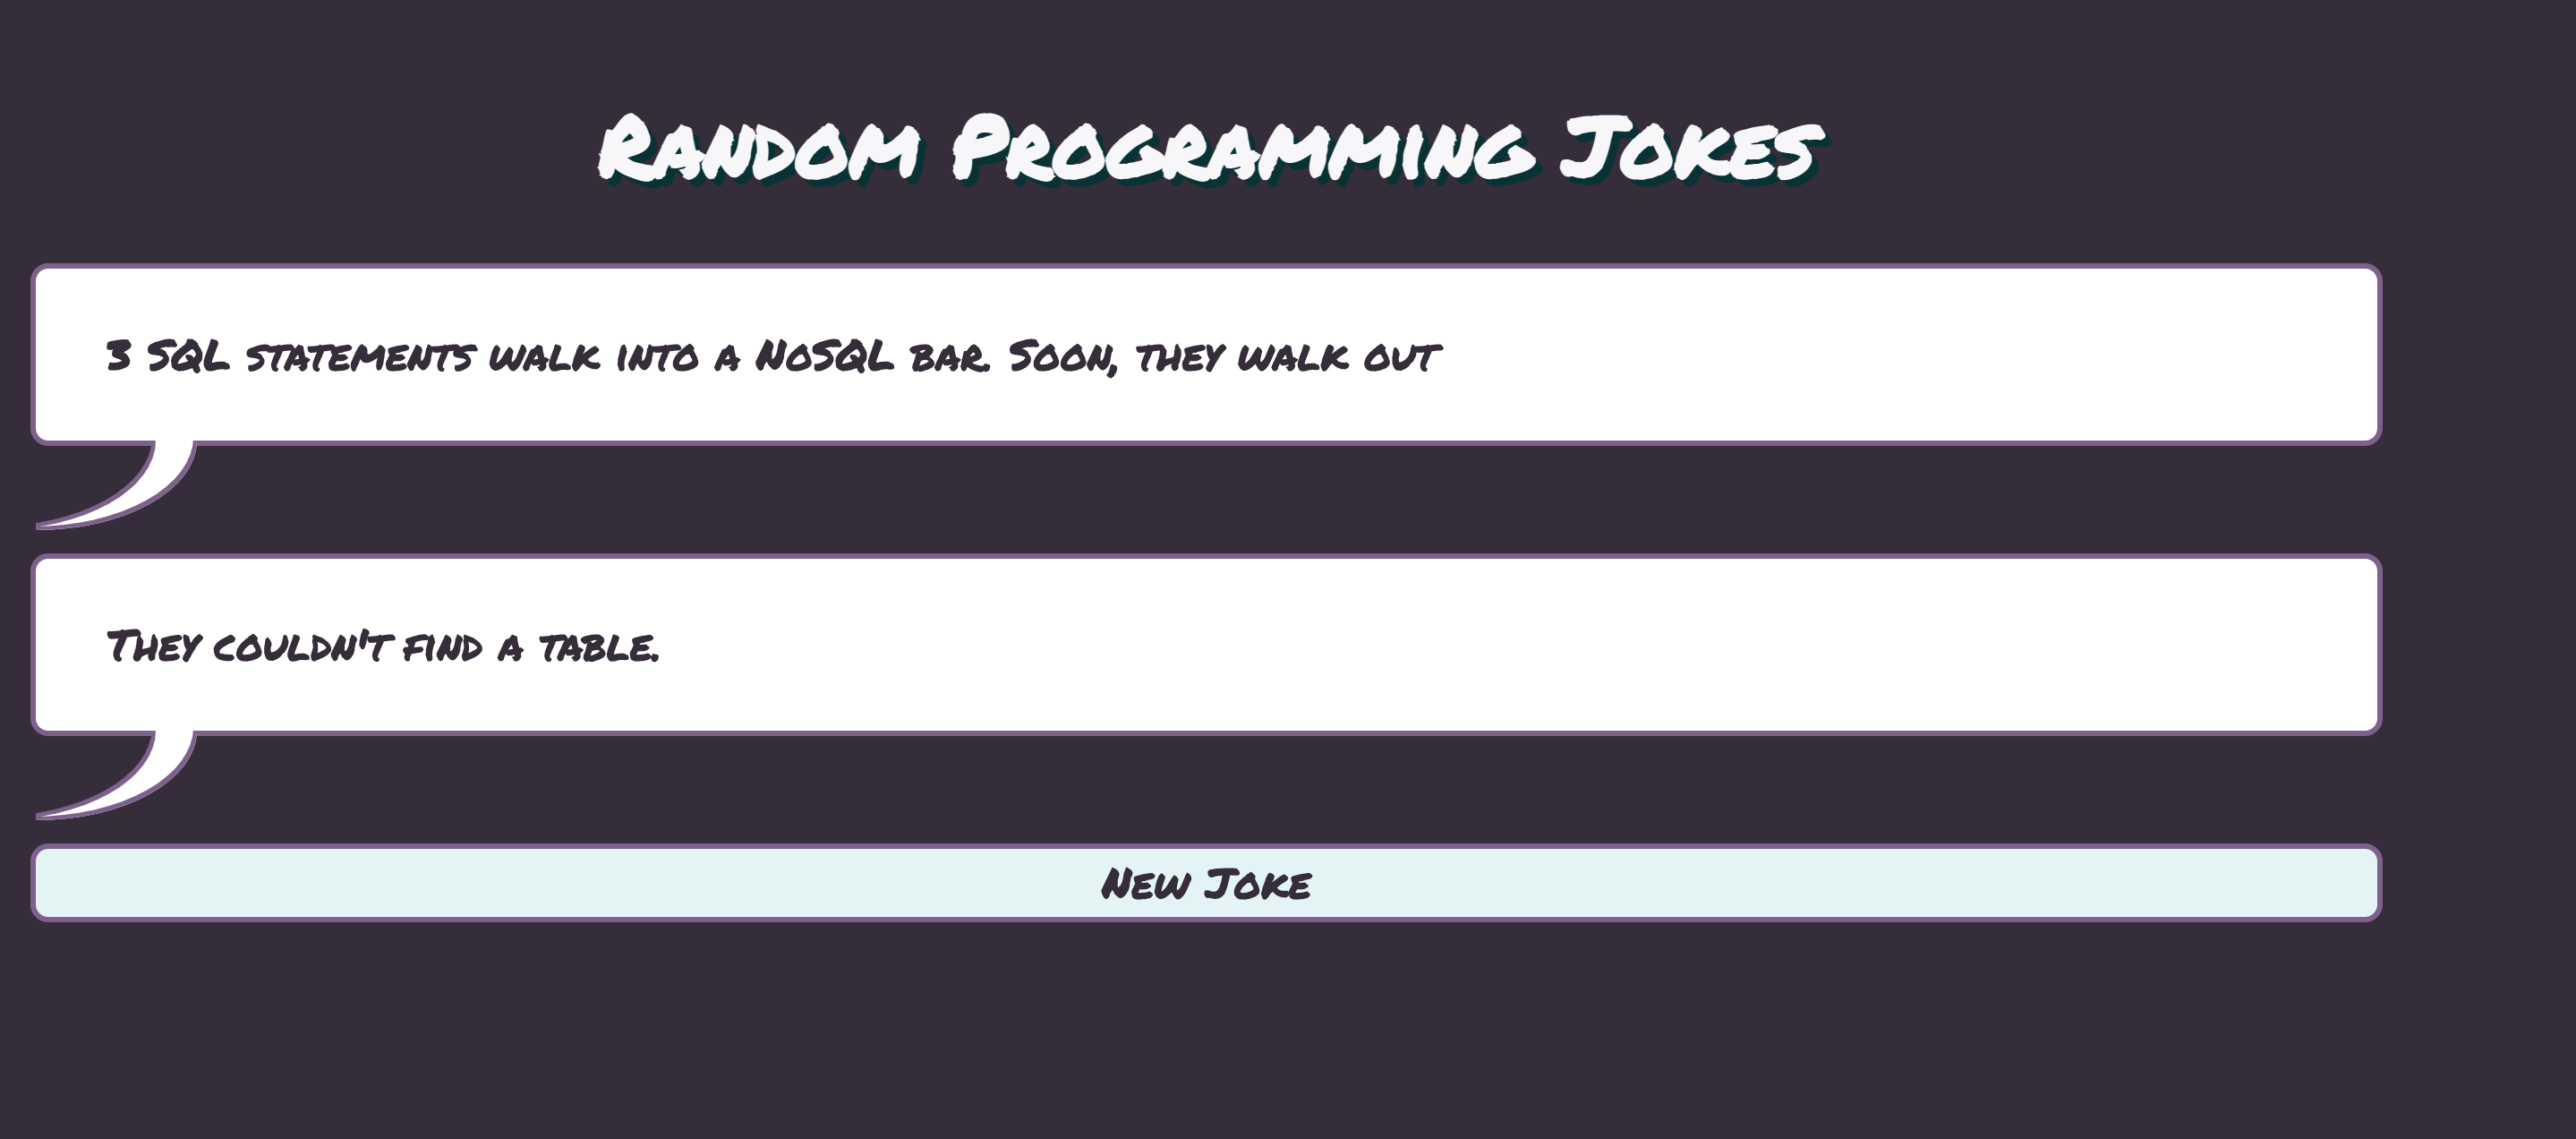 Random Programming Jokes
3 SQL statements walk into a NoSQL bar. Soon, they walk out
They couldn't find a table.
New Joke